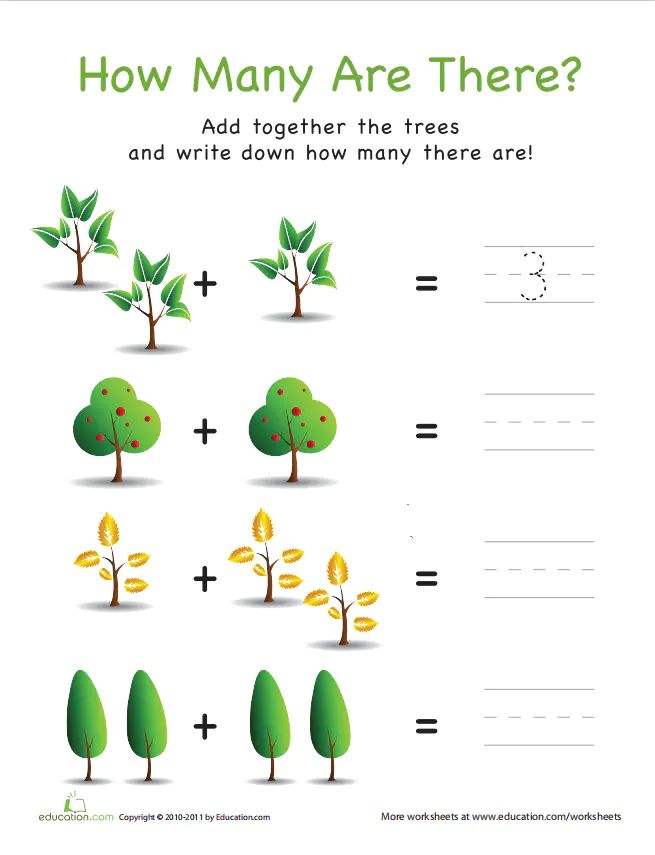 How Many Are There?
Add together the trees
and write down how many there are!
+ = 3
+ =
+ =
+ =
education.com Copyright © 2010-2011 by Education.com More worksheets at www.education.com/worksheets